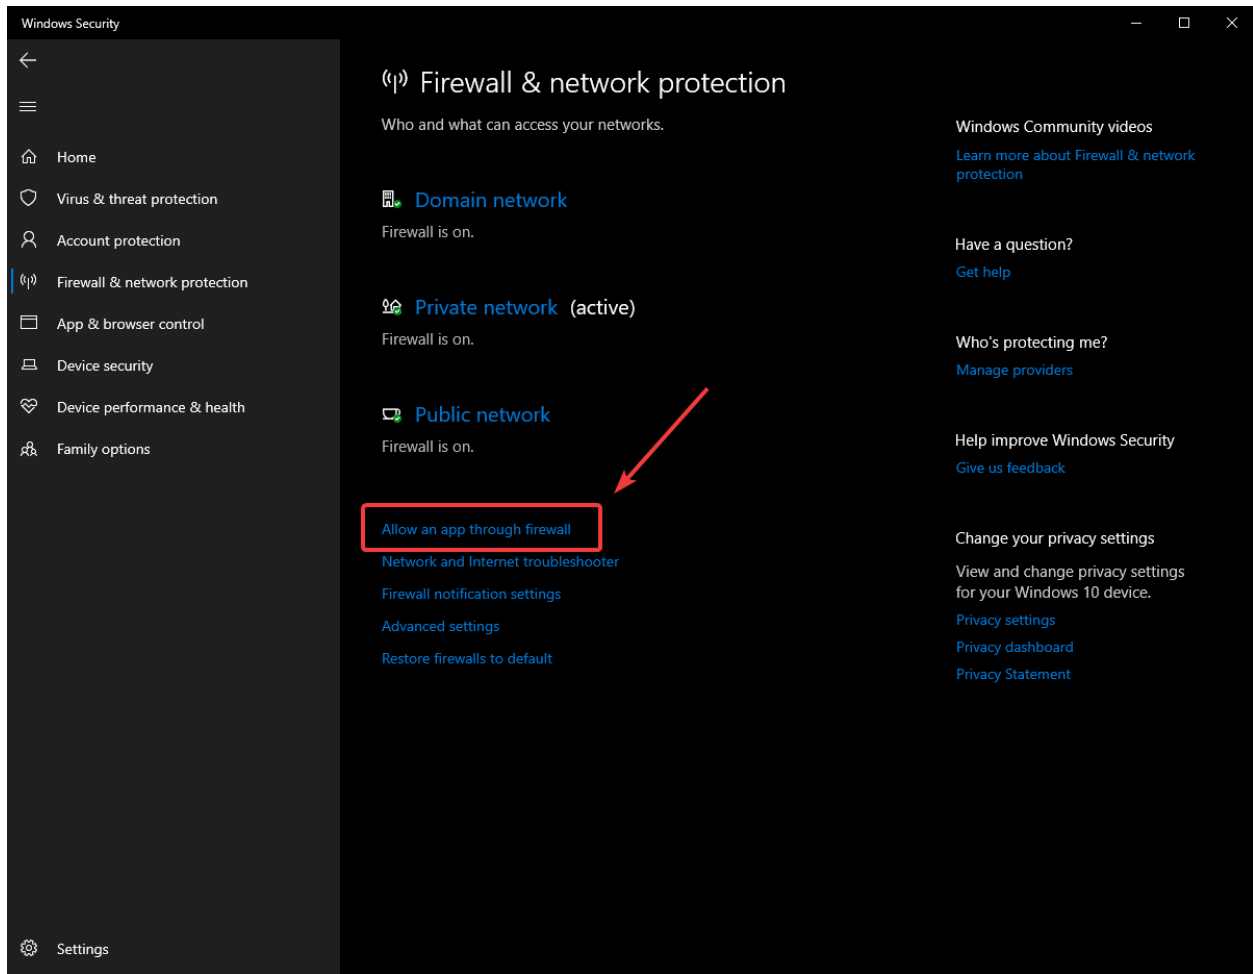 Windows Security
Home
Virus & threat protection
Account protection
Firewall & network protection
App & browser control
Device security
Device performance & health
Family options
Settings
Firewall & network protection
Who and what can access your networks.
Domain network
Firewall is on.
Private network (active)
Firewall is on.
Public network
Firewall is on.
Allow an app through firewall
Network and Internet troubleshooter
Firewall notification settings
Advanced settings
Restore firewalls to default
Windows Community videos
Learn more about Firewall & network
protection
Have a question?
Get help
Who's protecting me?
Manage providers
Help improve Windows Security
Give us feedback
Change your privacy settings
View and change privacy settings
for your Windows 10 device.
Privacy settings
Privacy dashboard
Privacy Statement